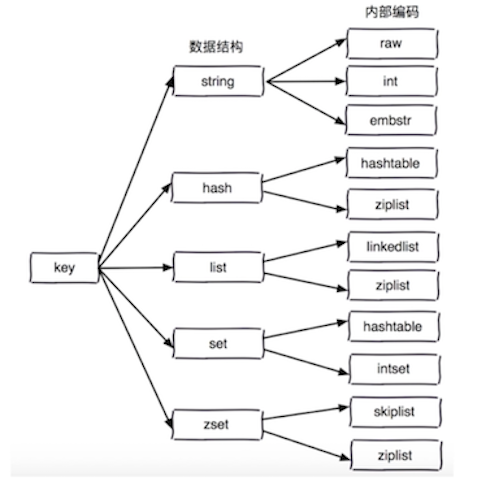 内部编码
数据结构
raw
string
int
embstr
hashtable
hash
ziplist
linkedlist
key
list
ziplist
hashtable
set
intset
skiplist
zset
ziplist